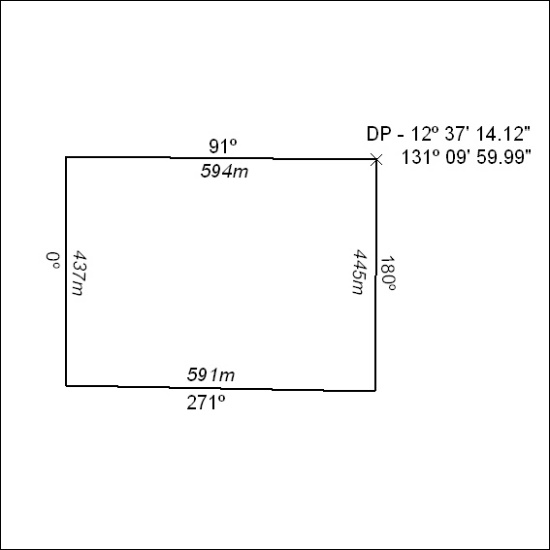 DP - 12º 37' 14.12"
131º 09' 59.99"
91º
594m
0º
437m
445m
180º
591m
271º